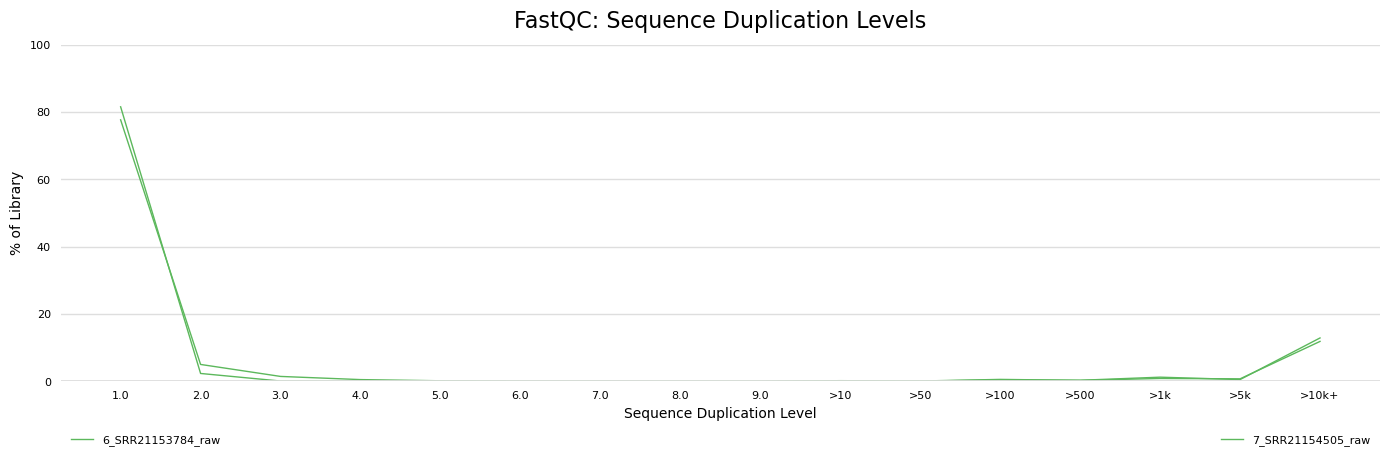 FastQC: Sequence Duplication Levels
100
80
60
40
20
0
% of Library
1.0 2.0 3.0 4.0 5.0 6.0 7.0 8.0 9.0 >10 >50 >100 >500 >1k >5k >10k+
Sequence Duplication Level
6_SRR21153784_raw 7_SRR21154505_raw